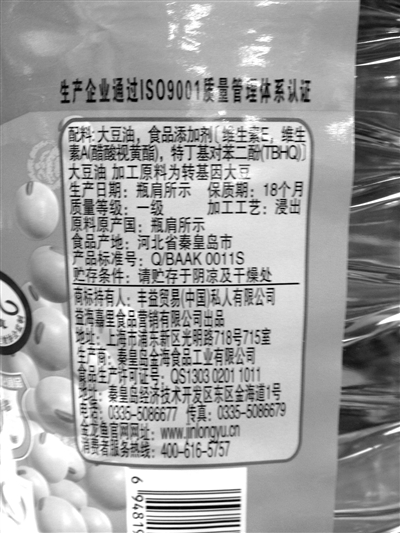 生产企业通过ISO9001质量管理体系认证
配料:大豆油，食品添加剂〔维生素E，维生
素A(醋酸视黄酯)，特丁基对苯二酚(TBHQ)〕
大豆油 加工原料为转基因大豆
生产日期：瓶肩所示 保质期：18个月
质量等级：一级 加工工艺：浸出
原料原产国：瓶肩所示
食品产地：河北省秦皇岛市
产品标准号：Q/BAAK 0011S
贮存条件：请贮存于阴凉及干燥处
商标持有人：丰益贸易(中国)私人有限公司
益海嘉里食品营销有限公司出品
地址：上海市浦东新区光明路718号715室
生产商：秦皇岛金海食品工业有限公司
食品生产许可证号：QS1303 0201 1011
地址：秦皇岛经济技术开发区东区金海道1号
电话：0335-5086677 传真：0335-5086679
金龙鱼官网网址：www.jinlongyu.cn
消费者服务热线：400-616-5757
6 94819